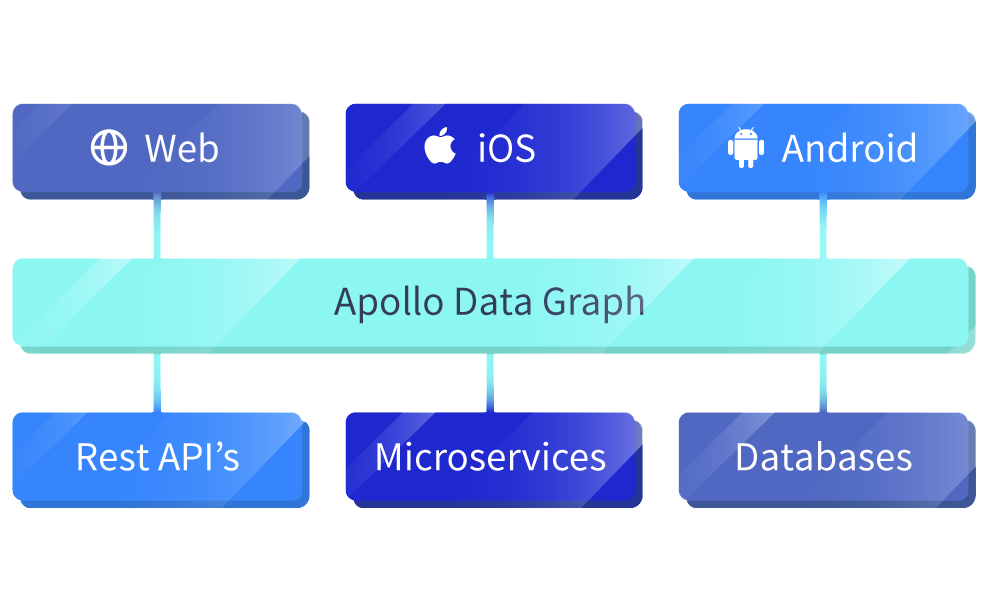 Web
iOS
Android
Apollo Data Graph
Rest API’s
Microservices
Databases